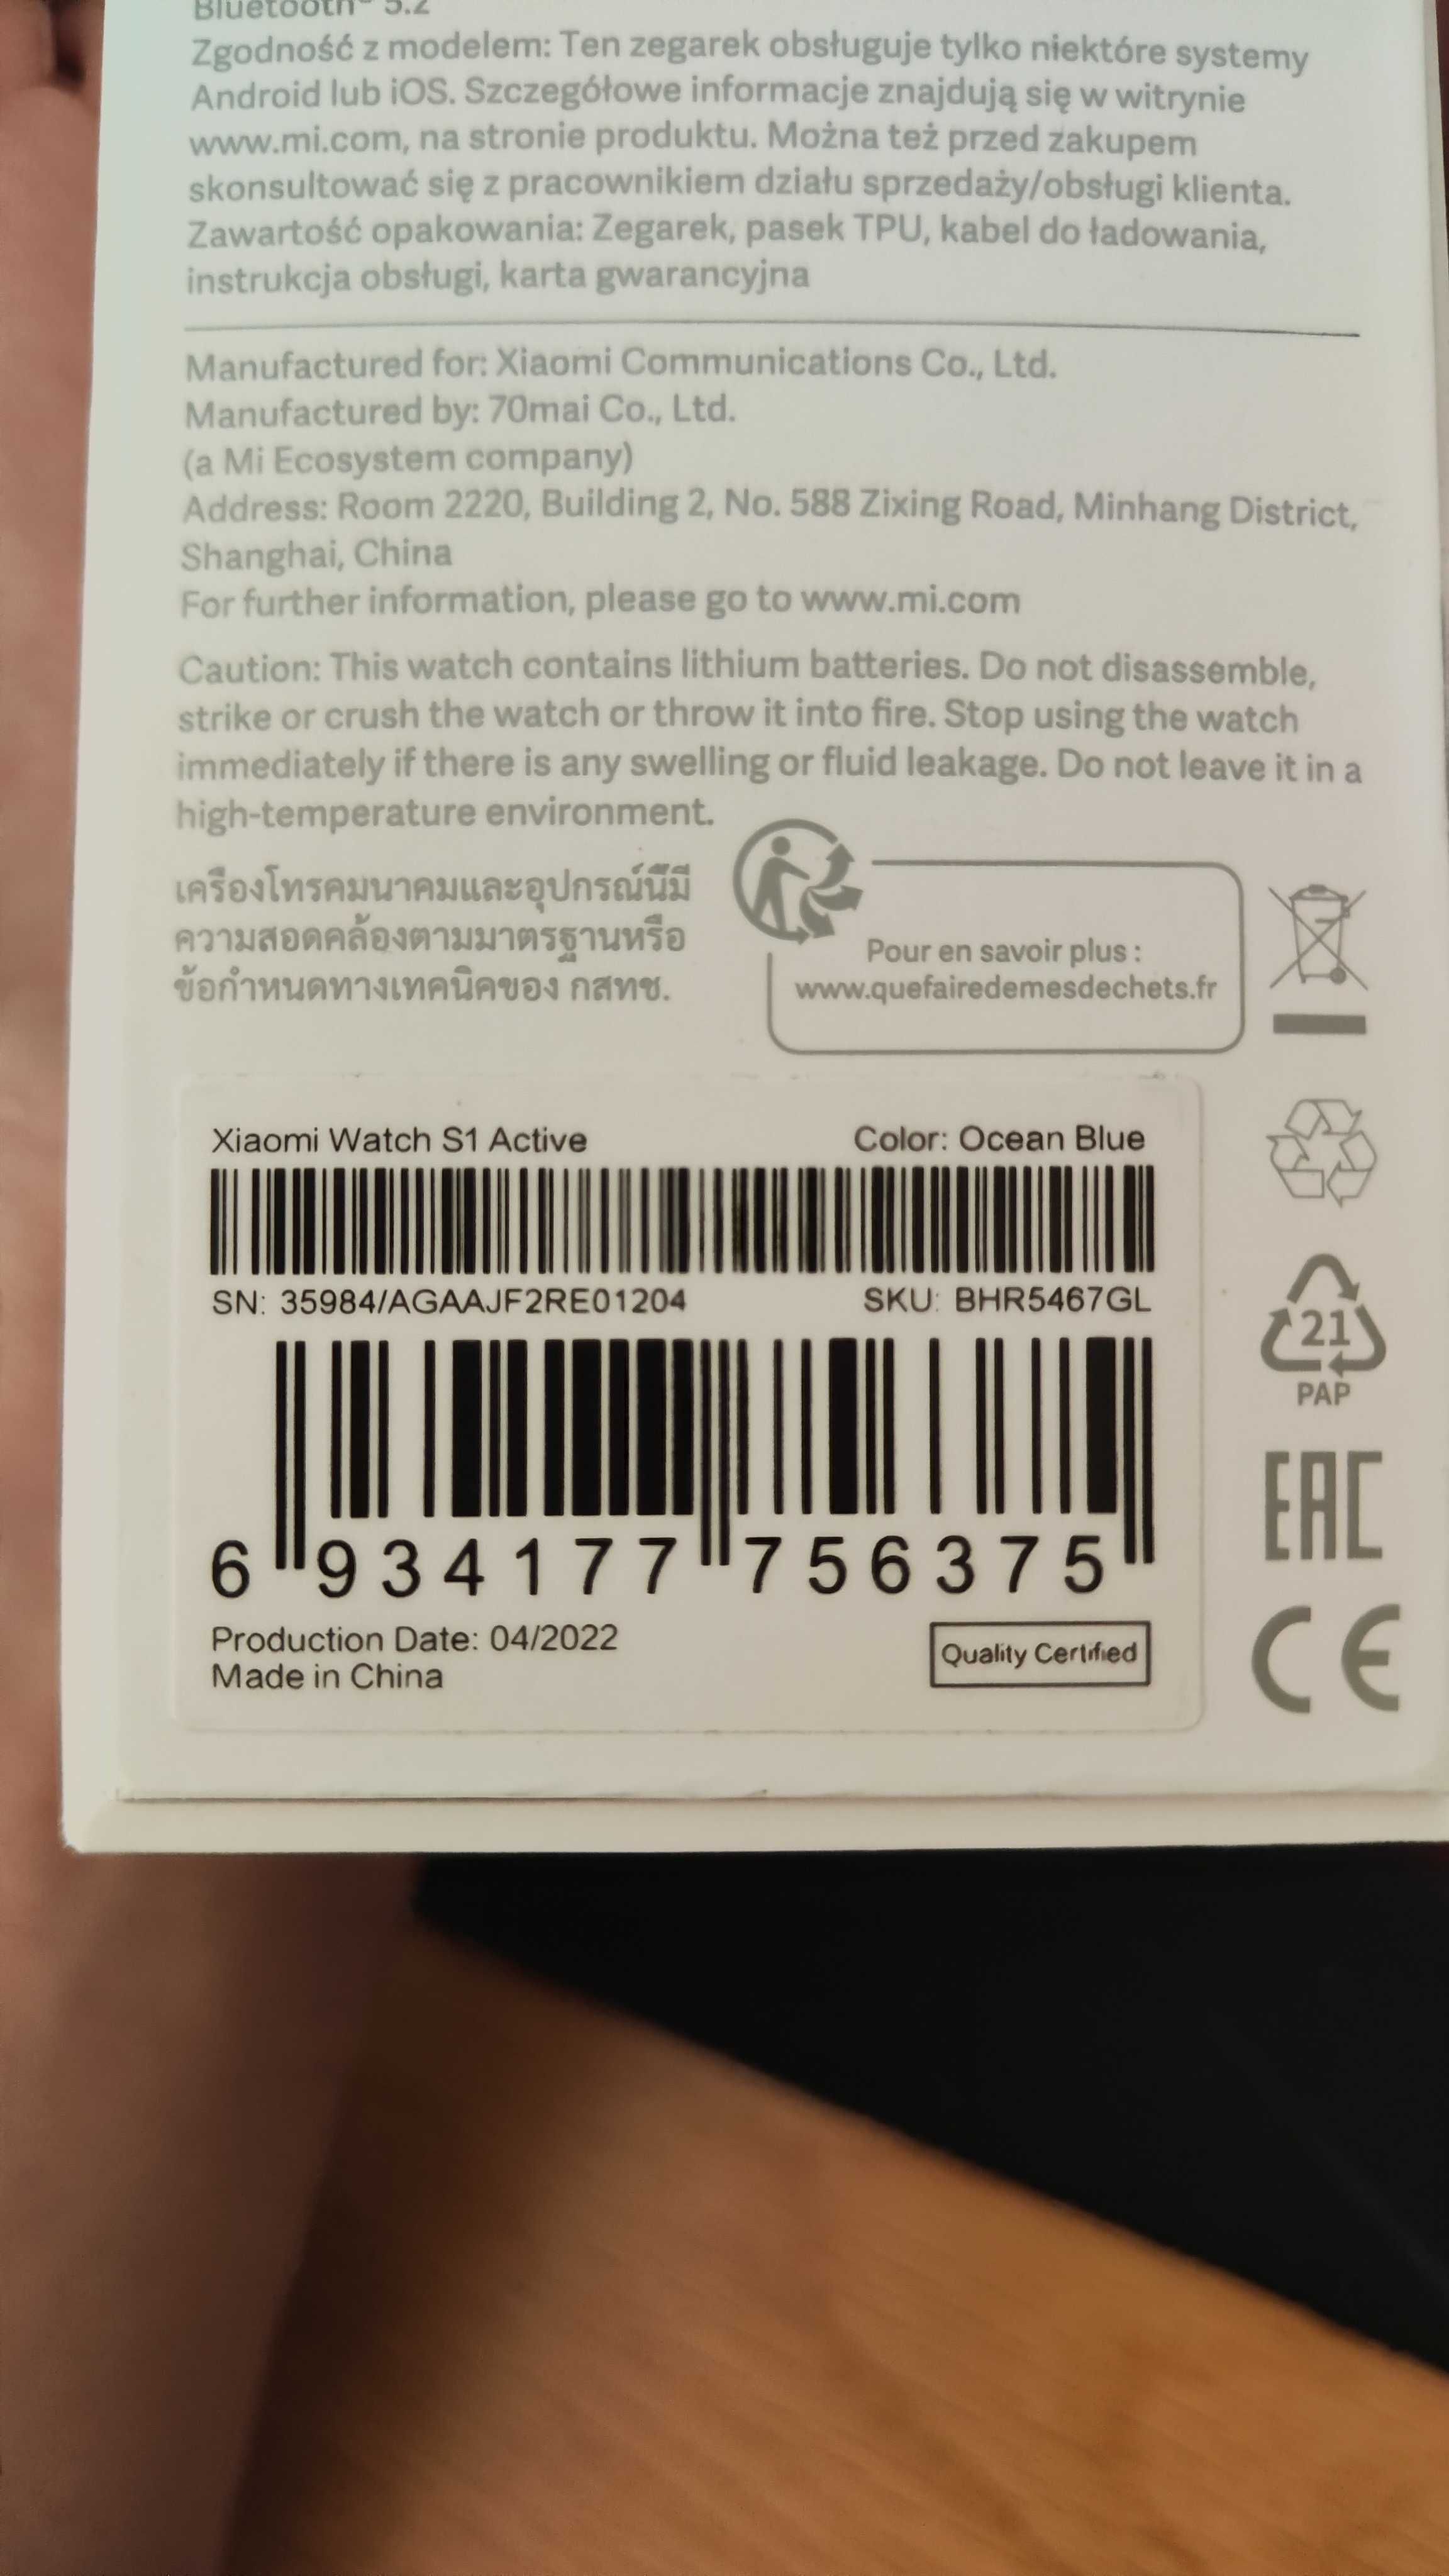 Bluetooth® 5.2
Zgodność z modelem: Ten zegarek obsługuje tylko niektóre systemy
Android lub iOS. Szczegółowe informacje znajdują się w witrynie
www.mi.com, na stronie produktu. Można też przed zakupem
skonsultować się z pracownikiem działu sprzedaży/obsługi klienta.
Zawartość opakowania: Zegarek, pasek TPU, kabel do ładowania,
instrukcja obsługi, karta gwarancyjna
Manufactured for: Xiaomi Communications Co., Ltd.
Manufactured by: 70mai Co., Ltd.
(a Mi Ecosystem company)
Address: Room 2220, Building 2, No. 588 Zixing Road, Minhang District,
Shanghai, China
For further information, please go to www.mi.com
Caution: This watch contains lithium batteries. Do not disassemble,
strike or crush the watch or throw it into fire. Stop using the watch
immediately if there is any swelling or fluid leakage. Do not leave it in a
high-temperature environment.
เครื่องโทรคมนาคมและอุปกรณ์นี้มี
ความสอดคล้องตามมาตรฐานหรือ
ข้อกำหนดทางเทคนิคของ กสทช.
Pour en savoir plus :
www.quefairedemesdechets.fr
Xiaomi Watch S1 Active Color: Ocean Blue
SN: 35984/AGAAJF2RE01204 SKU: BHR5467GL
6 934177 756375
Production Date: 04/2022
Made in China
Quality Certified
21
PAP
EAC
CE